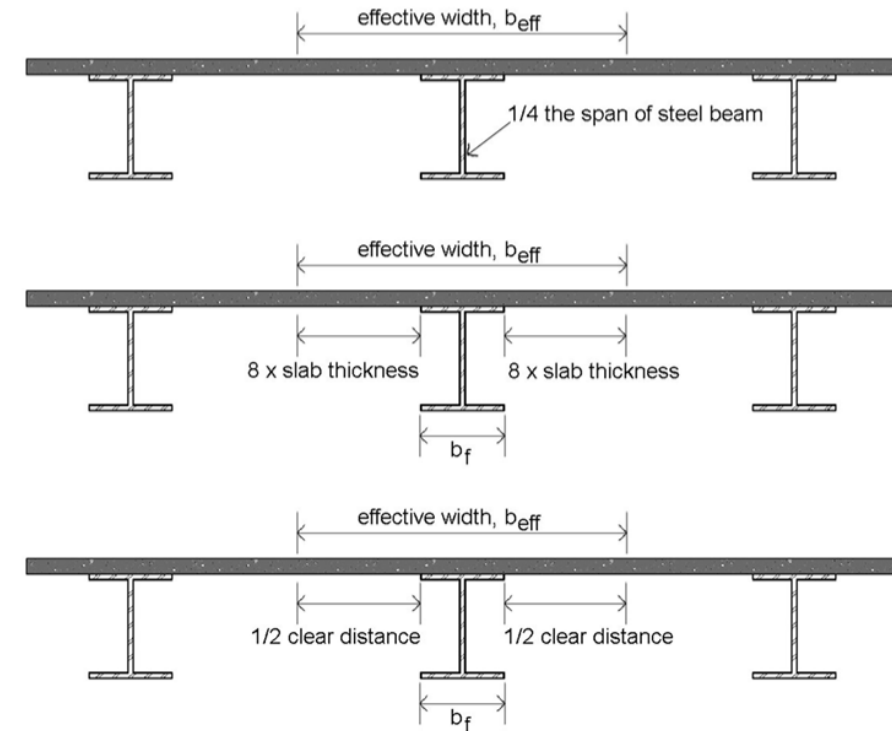 effective width, beff
1/4 the span of steel beam
effective width, beff
8 x slab thickness
8 x slab thickness
bf
effective width, beff
1/2 clear distance
1/2 clear distance
bf